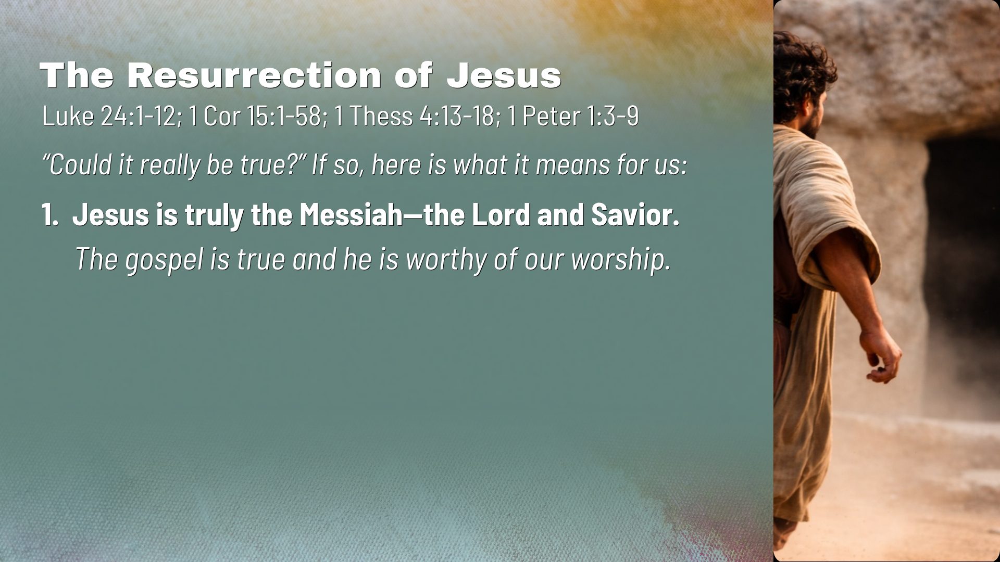 The Resurrection of Jesus
Luke 24:1-12; 1 Cor 15:1-58; 1 Thess 4:13-18; 1 Peter 1:3-9
“Could it really be true?” If so, here is what it means for us:
1. Jesus is truly the Messiah—the Lord and Savior.
The gospel is true and he is worthy of our worship.